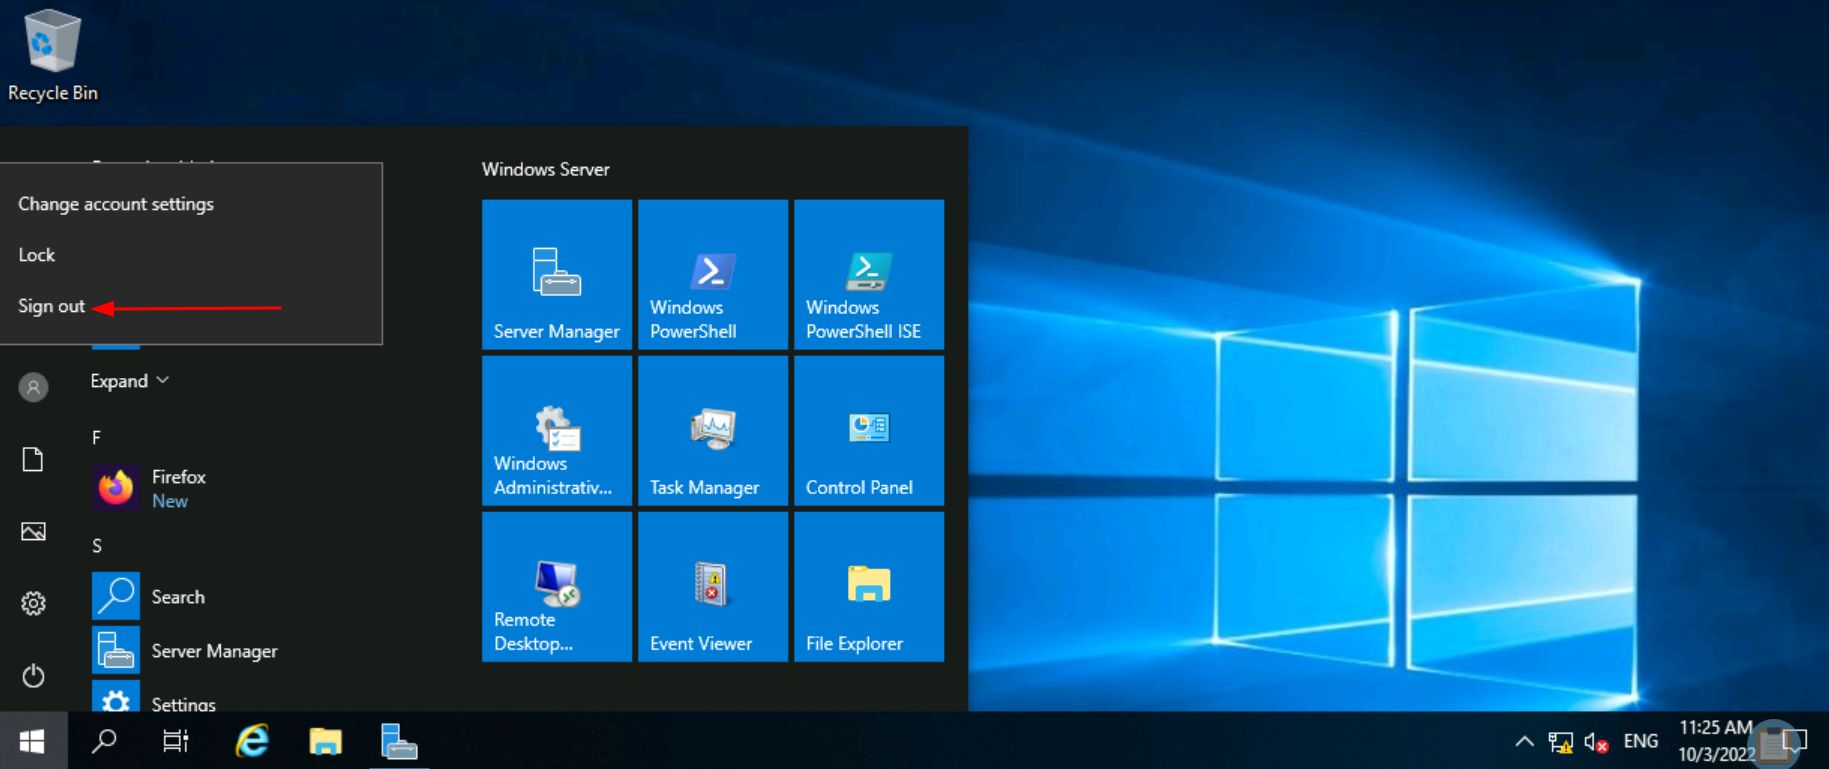 Recycle Bin
Windows Server
Change account settings
Lock
Sign out
Server Manager
Windows
PowerShell
Windows
PowerShell ISE
Expand
F
Firefox
New
Windows
Administrativ...
Task Manager
Control Panel
S
Search
Server Manager
Settings
Remote
Desktop...
Event Viewer
File Explorer
ENG
11:25 AM
10/3/2022